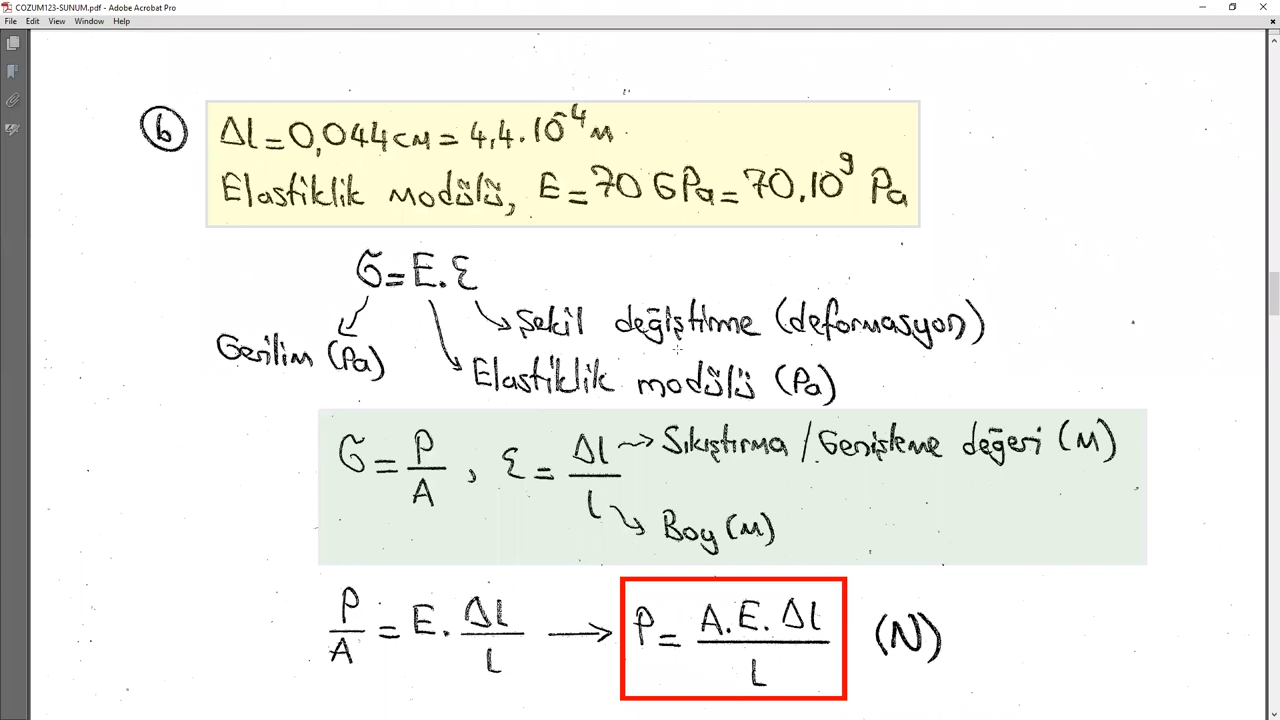 COZUM123-SUNUM.pdf - Adobe Acrobat Pro
File Edit View Window Help
6
Δl = 0,044 cm = 4,4.10⁻⁴ m
Elastiklik modülü, E = 70 GPa = 70.10⁹ Pa
σ = E.ε
Şekil değiştirme (deformasyon)
Gerilim (Pa)
Elastiklik modülü (Pa)
σ = P/A , ε = Δl/L → Sıkıştırma / Genişleme değeri (m)
Boy (m)
P/A = E. Δl/L → P = A.E.Δl/L (N)